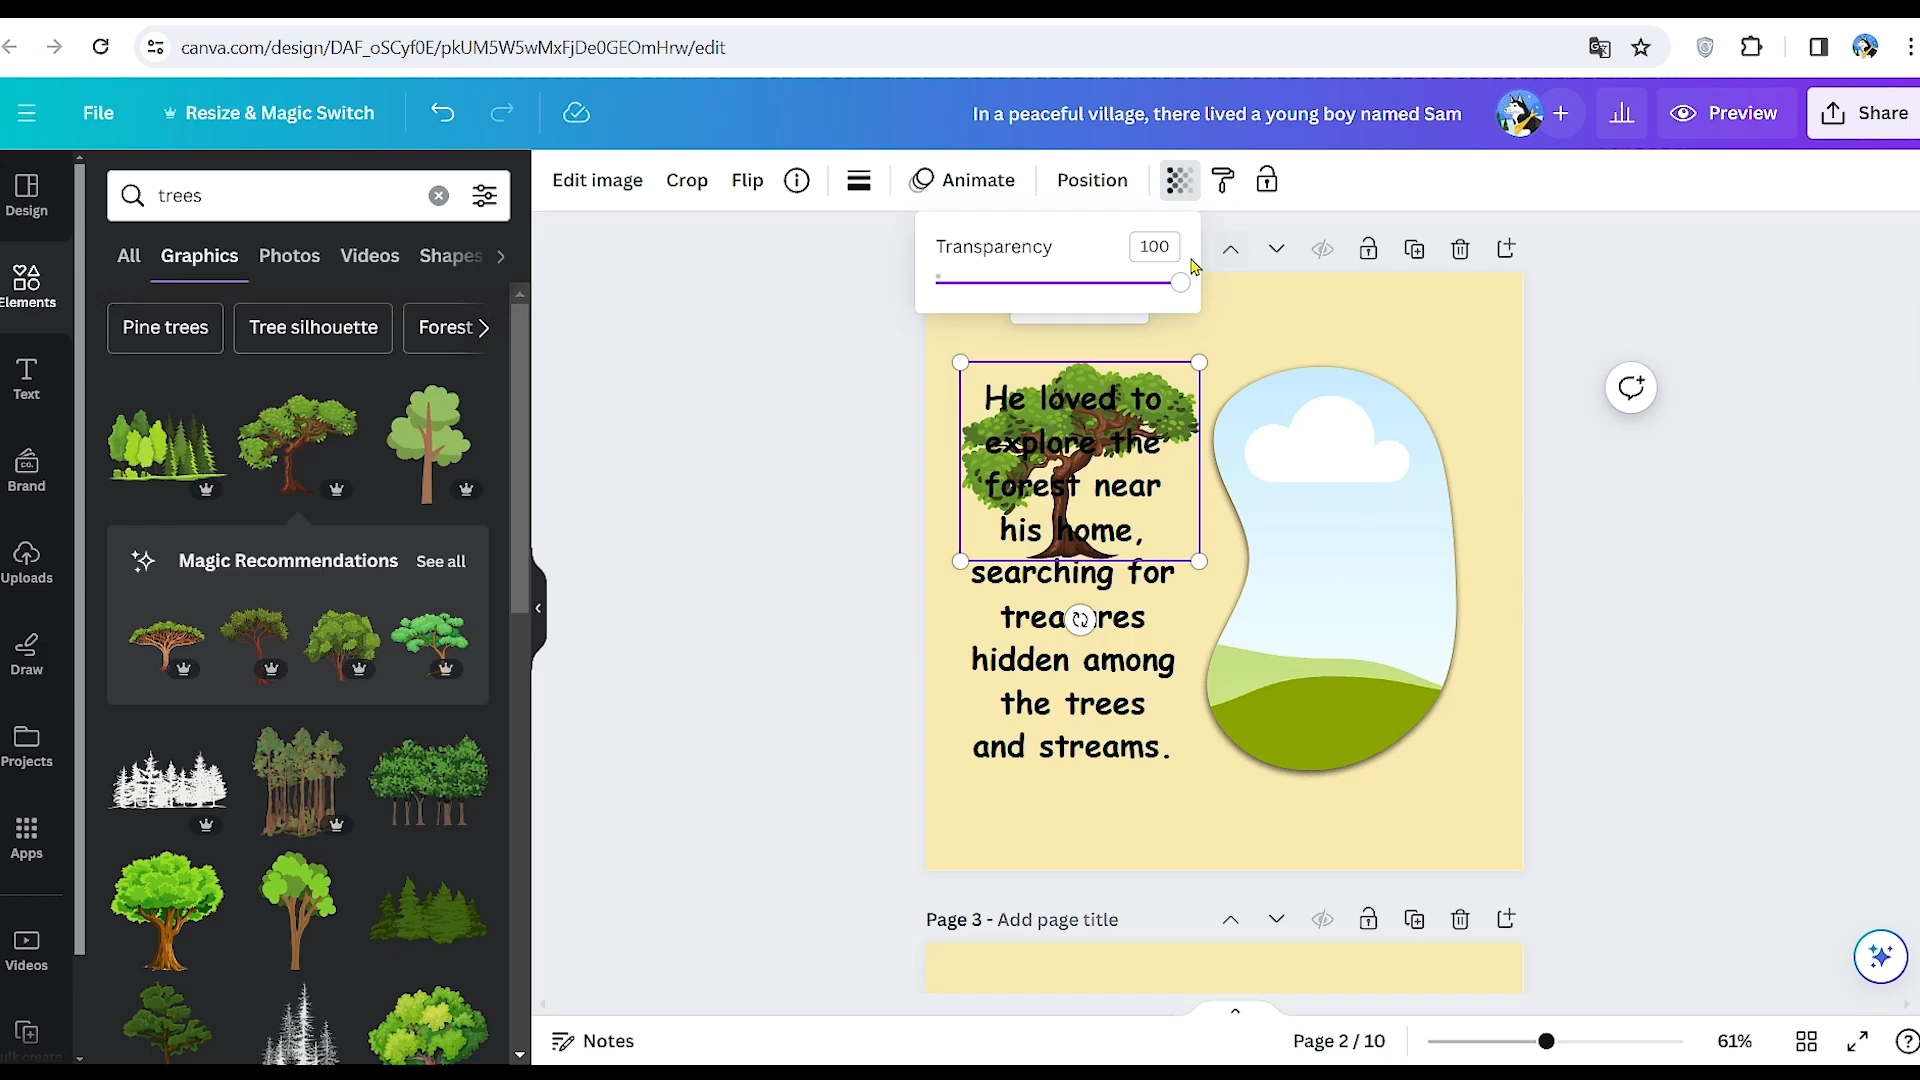 canva.com/design/DAF_oSCyf0E/pkUM5W5wMxFjDe0GEOmHrw/edit
File
Resize & Magic Switch
In a peaceful village, there lived a young boy named Sam
Preview
Share
Design
Elements
Text
Brand
Uploads
Draw
Projects
Apps
Videos
ulk create
trees
All
Graphics
Photos
Videos
Shapes
Pine trees
Tree silhouette
Forest
Magic Recommendations
See all
Edit image
Crop
Flip
Animate
Position
Transparency
100
He loved to
explore the
forest near
his home,
searching for
trea res
hidden among
the trees
and streams.
Page 3 - Add page title
Notes
Page 2 / 10
61%